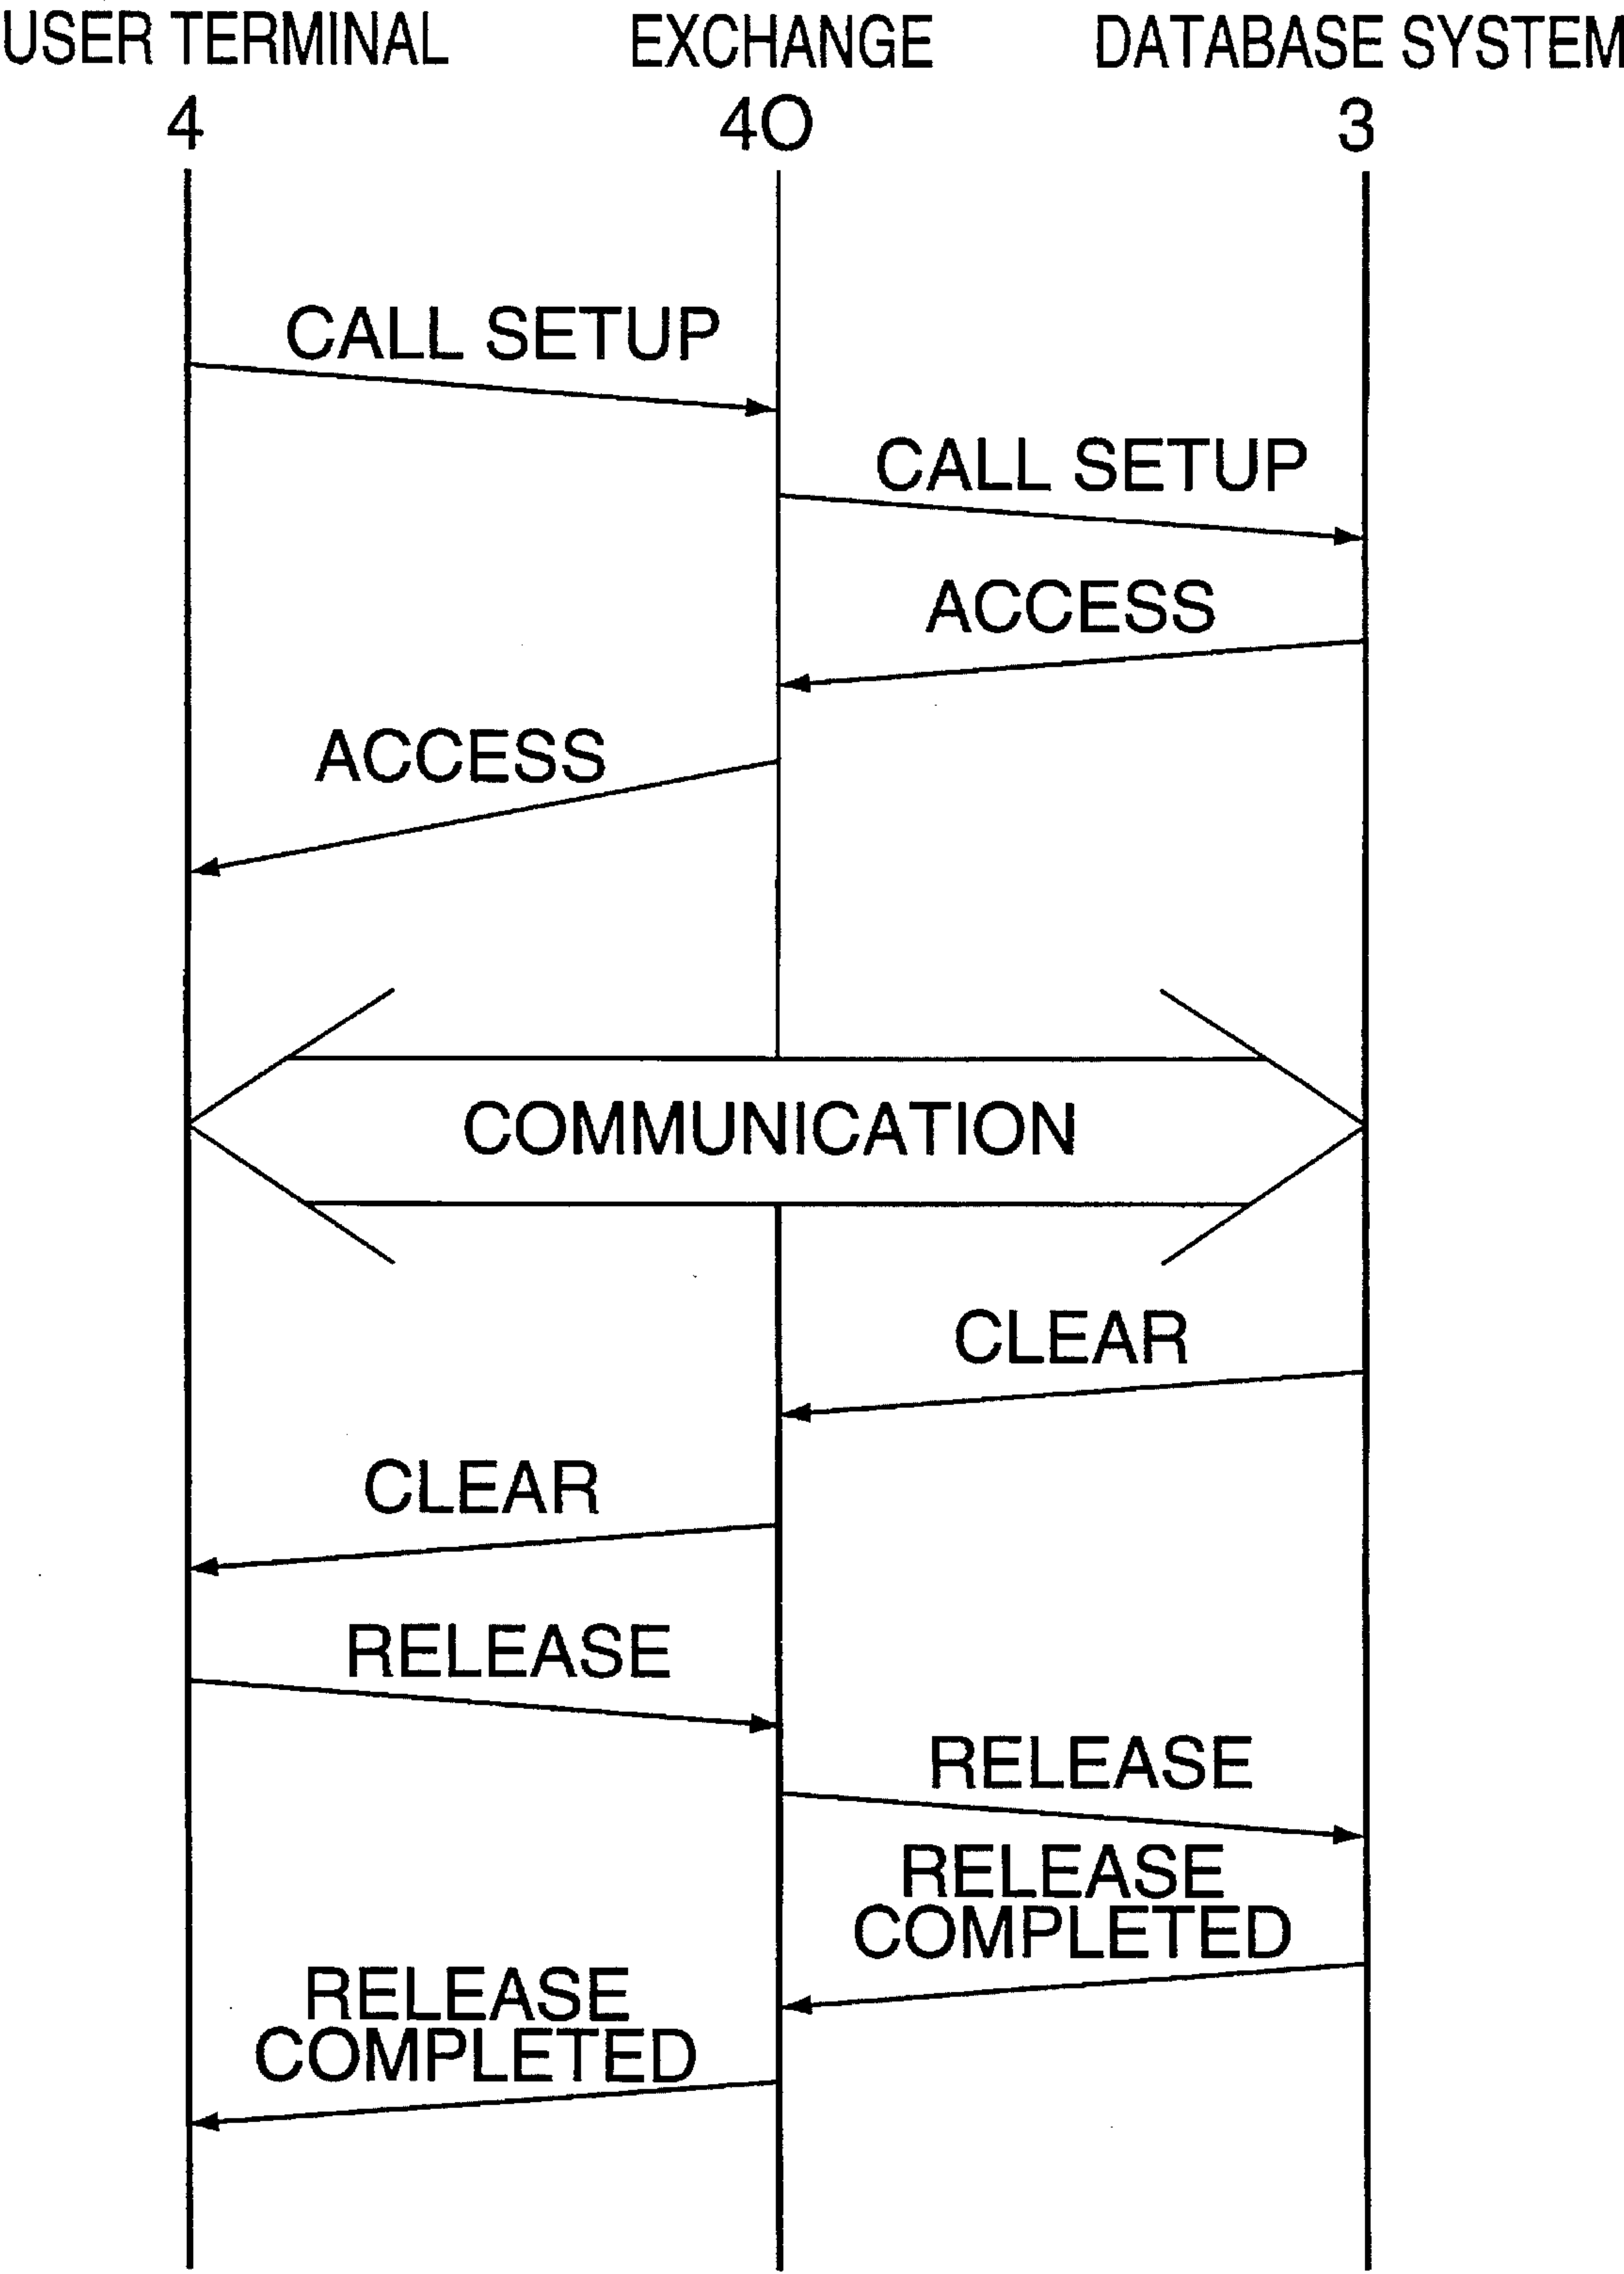 USER TERMINAL EXCHANGE DATABASE SYSTEM
4 40 3
CALL SETUP
CALL SETUP
ACCESS
ACCESS
COMMUNICATION
CLEAR
CLEAR
RELEASE
RELEASE
RELEASE
COMPLETED
RELEASE
COMPLETED